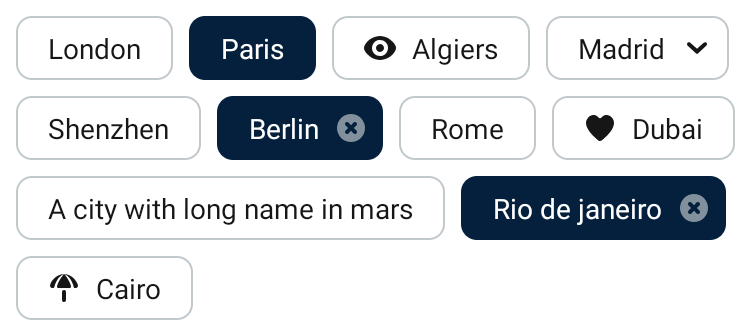 London Paris Algiers Madrid
Shenzhen Berlin Rome Dubai
A city with long name in mars Rio de janeiro
Cairo